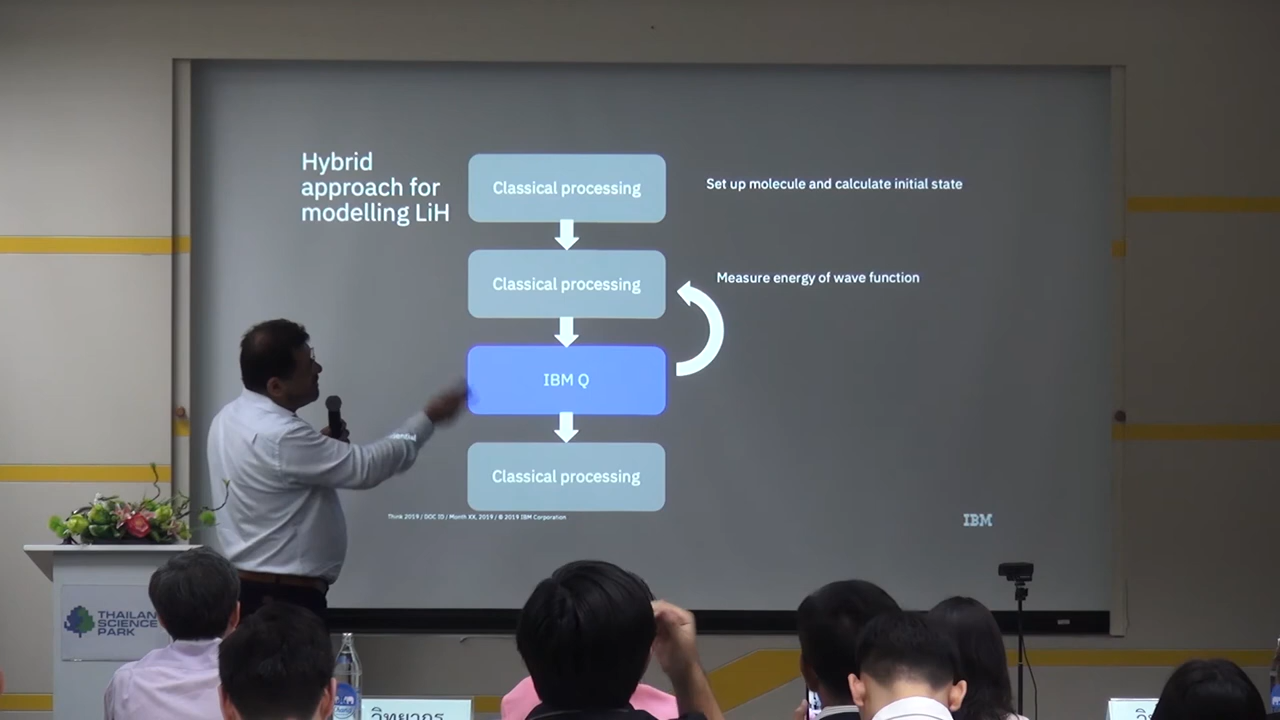 Hybrid
approach for
modelling LiH
Classical processing
Set up molecule and calculate initial state
Classical processing
Measure energy of wave function
IBM Q
Classical processing
Think 2019 / DOC ID / Month XX, 2019 / © 2019 IBM Corporation
IBM
SCIENCE
PARK
วิทยากร